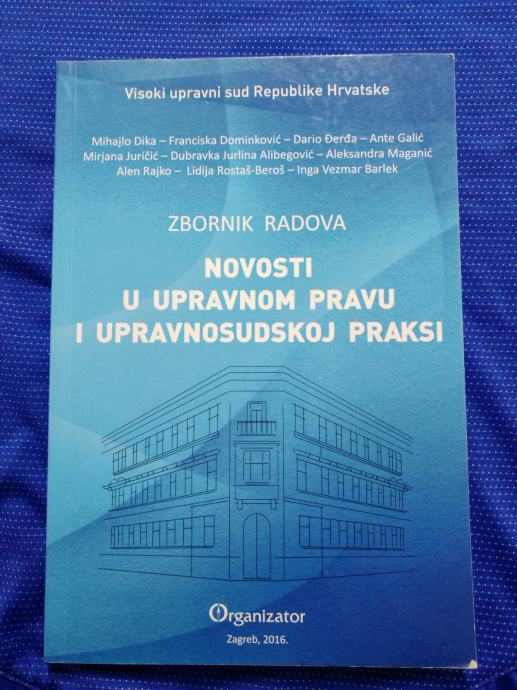 Visoki upravni sud Republike Hrvatske
Mihajlo Dika – Franciska Dominković – Dario Đerđa – Ante Galić
Mirjana Juričić – Dubravka Jurlina Alibegović – Aleksandra Maganić
Alen Rajko – Lidija Rostaš-Beroš – Inga Vezmar Barlek
ZBORNIK RADOVA
NOVOSTI
U UPRAVNOM PRAVU
I UPRAVNOSUDSKOJ PRAKSI
Organizator
Zagreb, 2016.